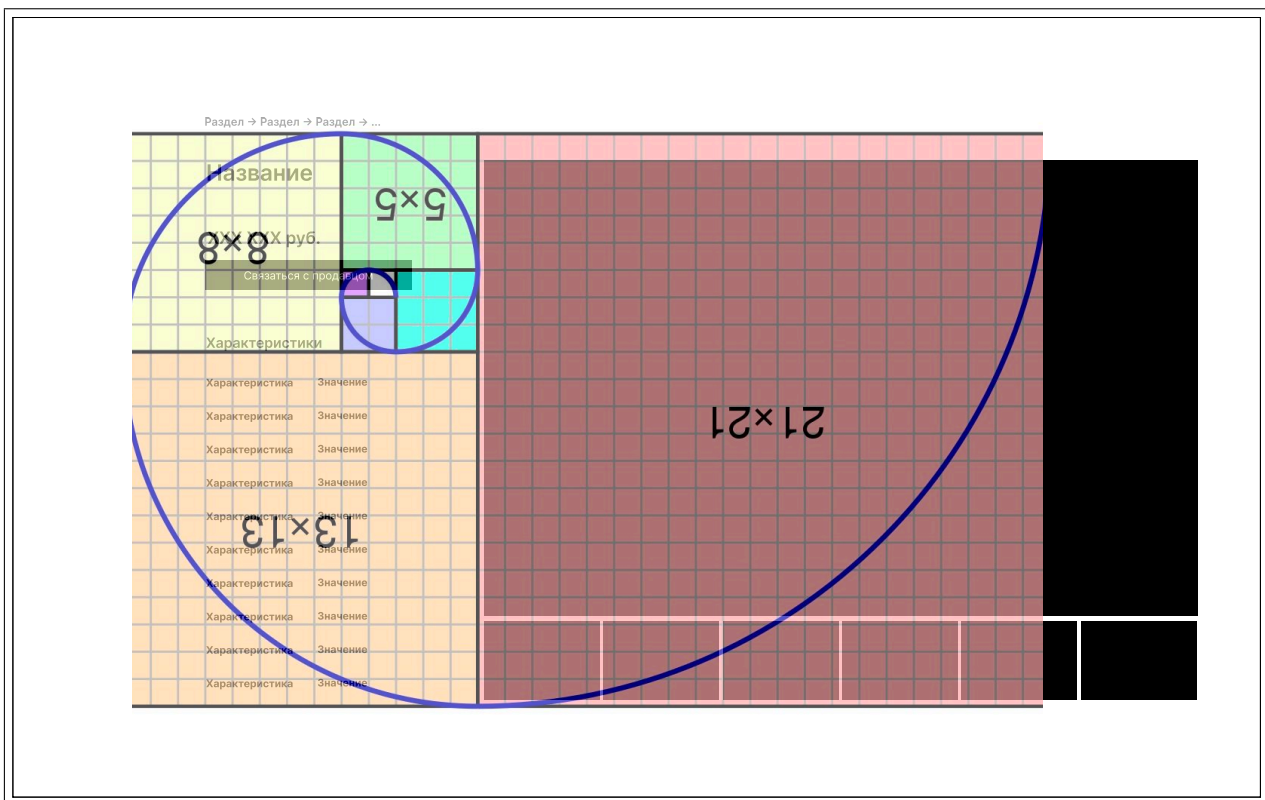 Раздел → Раздел → Раздел → ...
Название
5×5
XXX XXX руб.
8×8
Связаться с продавцом
Характеристики
Характеристика Значение
Характеристика Значение
21×21
Характеристика Значение
Характеристика Значение
Характеристика Значение
13×13
Характеристика Значение
Характеристика Значение
Характеристика Значение
Характеристика Значение
Характеристика Значение